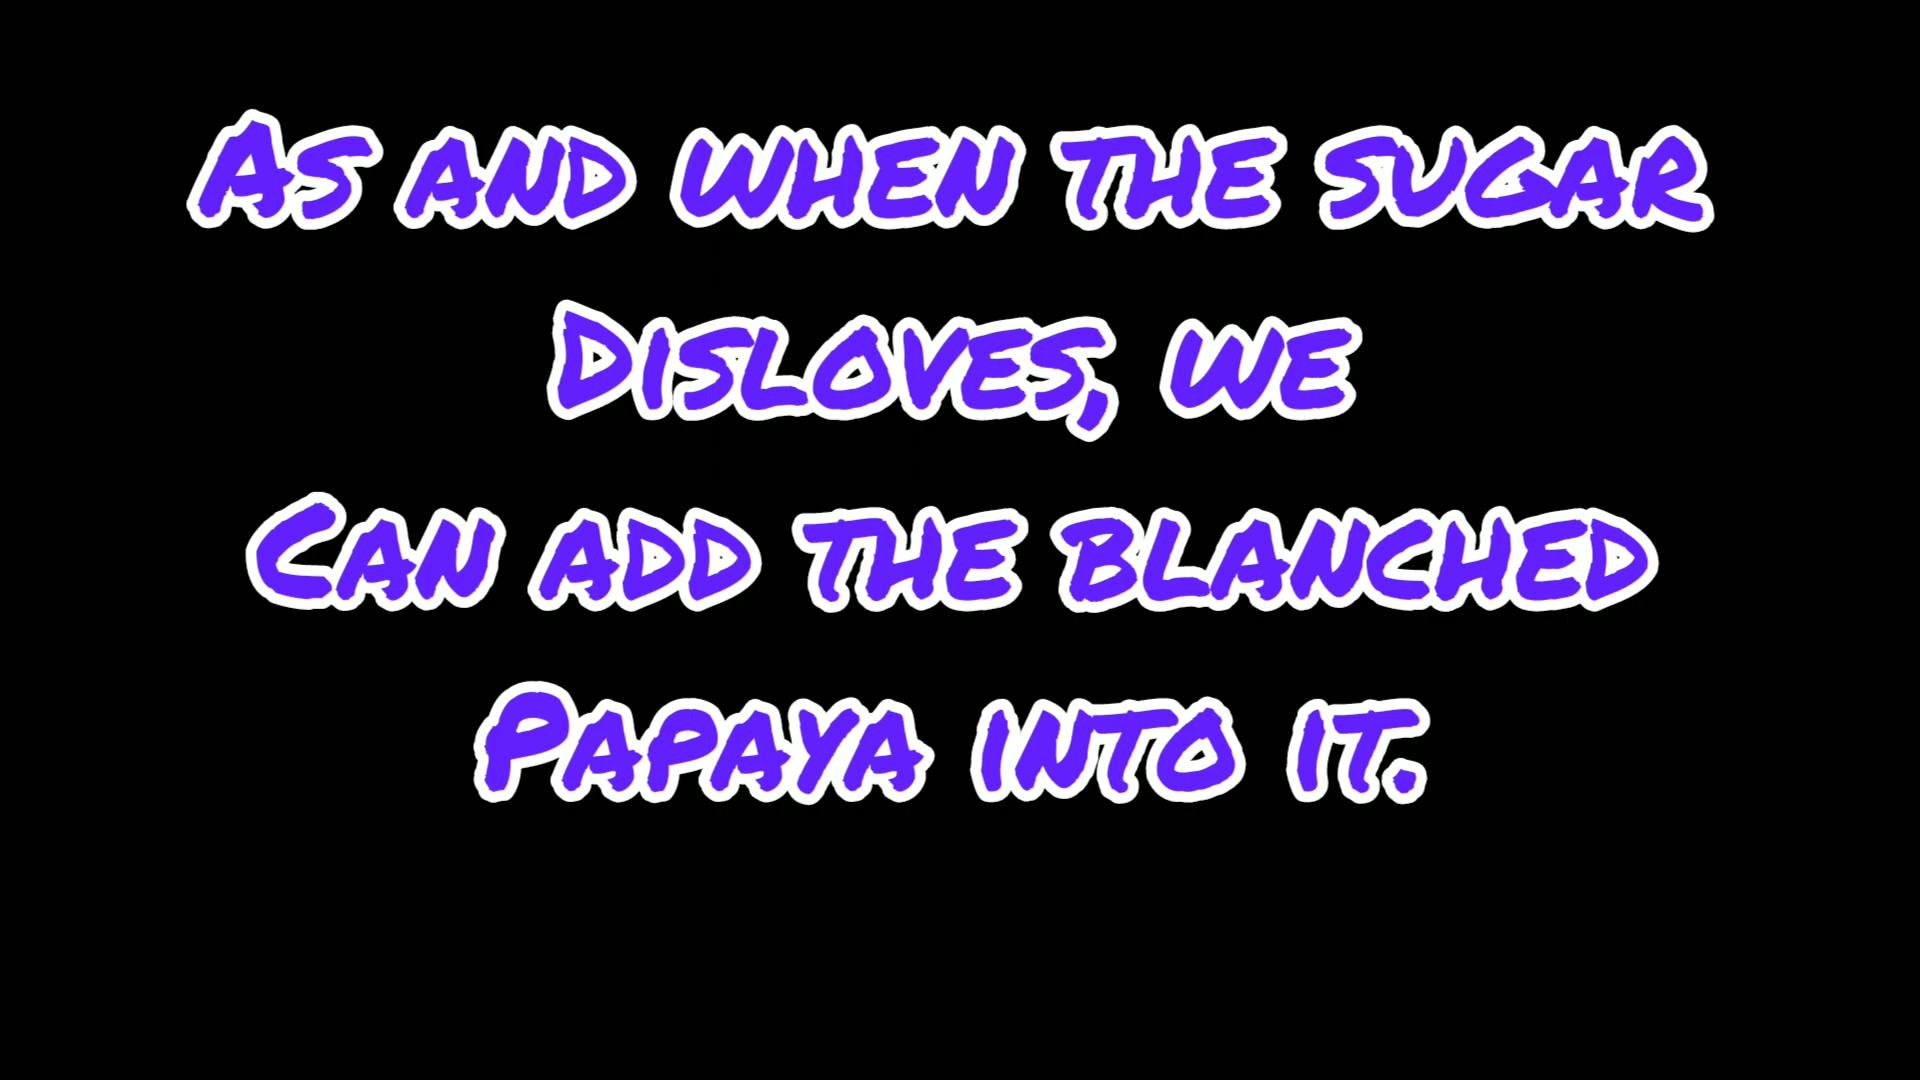 As and when the sugar
Disloves, we
Can add the blanched
Papaya into it.